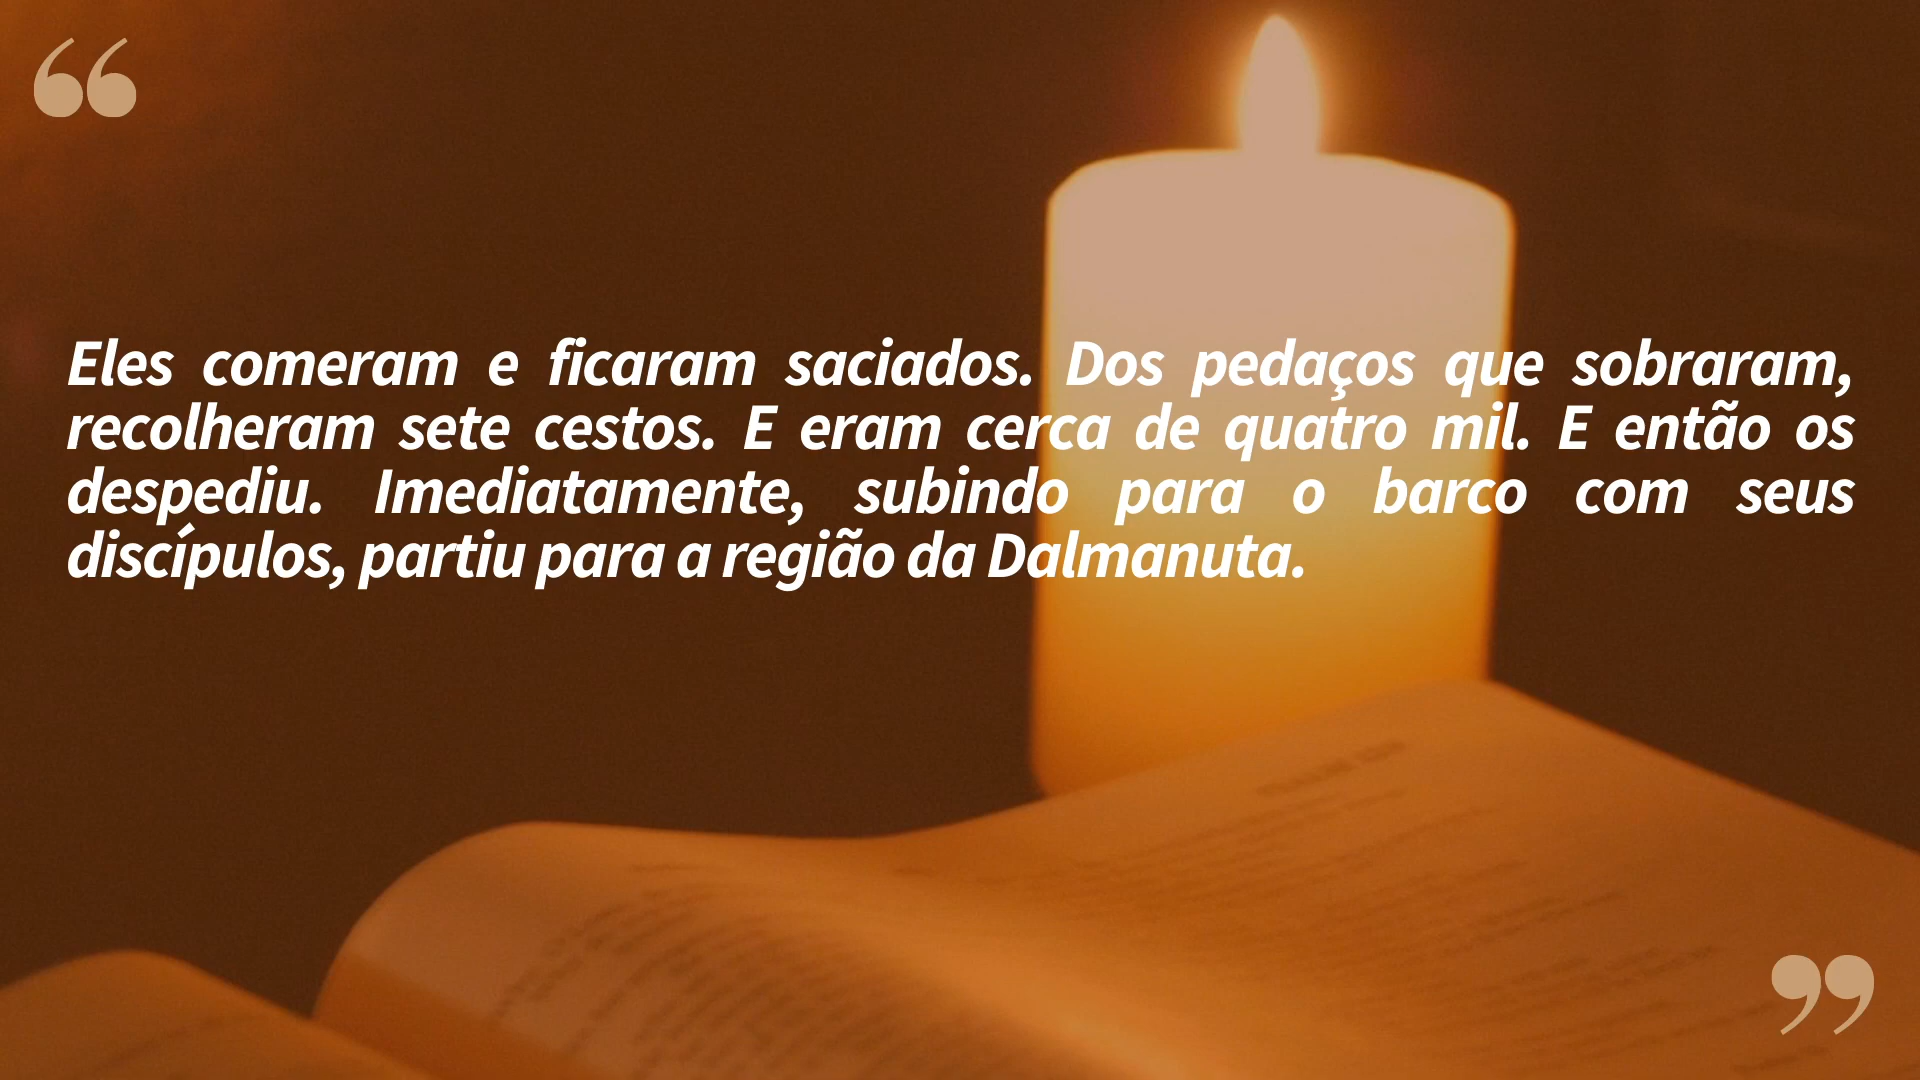 “
Eles comeram e ficaram saciados. Dos pedaços que sobraram,
recolheram sete cestos. E eram cerca de quatro mil. E então os
despediu. Imediatamente, subindo para o barco com seus
discípulos, partiu para a região da Dalmanuta.
”